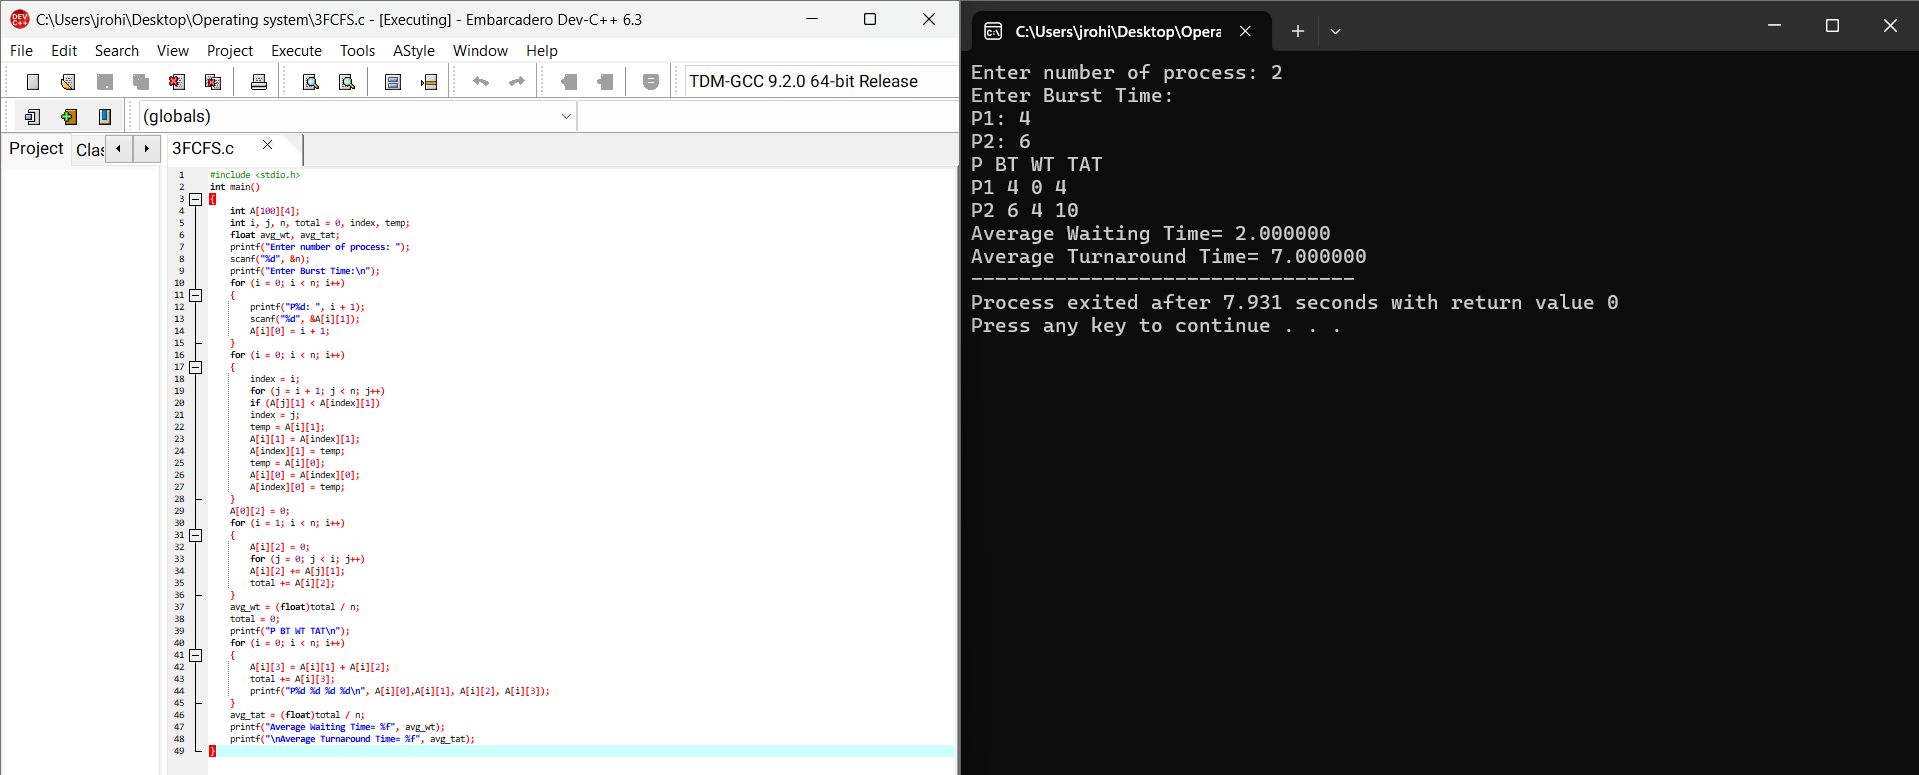 C:\Users\jrohi\Desktop\Operating system\3FCFS.c - [Executing] - Embarcadero Dev-C++ 6.3
File Edit Search View Project Execute Tools AStyle Window Help
TDM-GCC 9.2.0 64-bit Release
(globals)
Project Clas
3FCFS.c
1 #include <stdio.h>
2 int main()
3 {
4 int A[100][4];
5 int i, j, n, total = 0, index, temp;
6 float avg_wt, avg_tat;
7 printf("Enter number of process: ");
8 scanf("%d", &n);
9 printf("Enter Burst Time:\n");
10 for (i = 0; i < n; i++)
11 {
12 printf("P%d: ", i + 1);
13 scanf("%d", &A[i][1]);
14 A[i][0] = i + 1;
15 }
16 for (i = 0; i < n; i++)
17 {
18 index = i;
19 for (j = i + 1; j < n; j++)
20 if (A[j][1] < A[index][1])
21 index = j;
22 temp = A[i][1];
23 A[i][1] = A[index][1];
24 A[index][1] = temp;
25 temp = A[i][0];
26 A[i][0] = A[index][0];
27 A[index][0] = temp;
28 }
29 A[0][2] = 0;
30 for (i = 1; i < n; i++)
31 {
32 A[i][2] = 0;
33 for (j = 0; j < i; j++)
34 A[i][2] += A[j][1];
35 total += A[i][2];
36 }
37 avg_wt = (float)total / n;
38 total = 0;
39 printf("P BT WT TAT\n");
40 for (i = 0; i < n; i++)
41 {
42 A[i][3] = A[i][1] + A[i][2];
43 total += A[i][3];
44 printf("P%d %d %d %d\n", A[i][0],A[i][1], A[i][2], A[i][3]);
45 }
46 avg_tat = (float)total / n;
47 printf("Average Waiting Time= %f", avg_wt);
48 printf("\nAverage Turnaround Time= %f", avg_tat);
49 }
C:\Users\jrohi\Desktop\Opera
Enter number of process: 2
Enter Burst Time:
P1: 4
P2: 6
P BT WT TAT
P1 4 0 4
P2 6 4 10
Average Waiting Time= 2.000000
Average Turnaround Time= 7.000000
--------------------------------
Process exited after 7.931 seconds with return value 0
Press any key to continue . . .